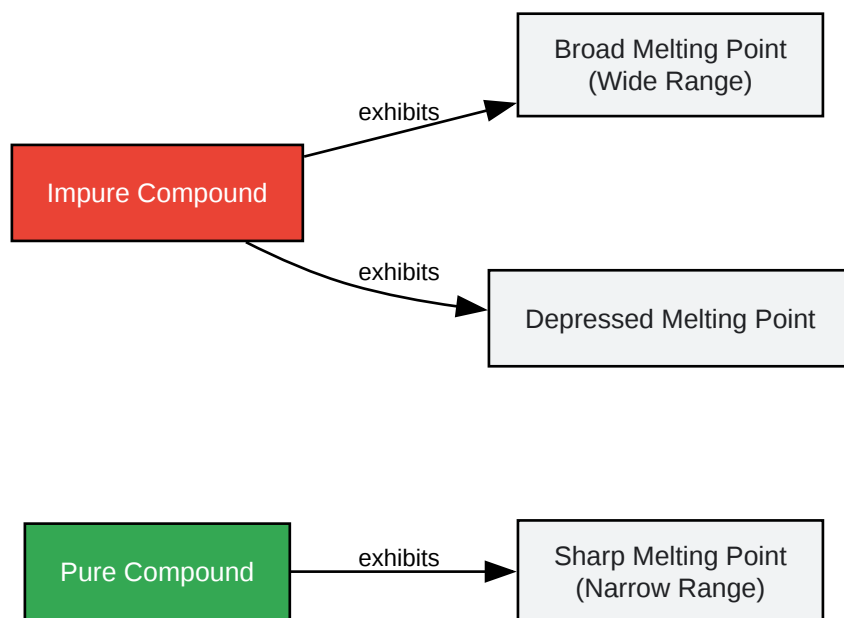 Broad Melting Point
(Wide Range)
exhibits
Impure Compound
exhibits
Depressed Melting Point
Pure Compound
exhibits
Sharp Melting Point
(Narrow Range)